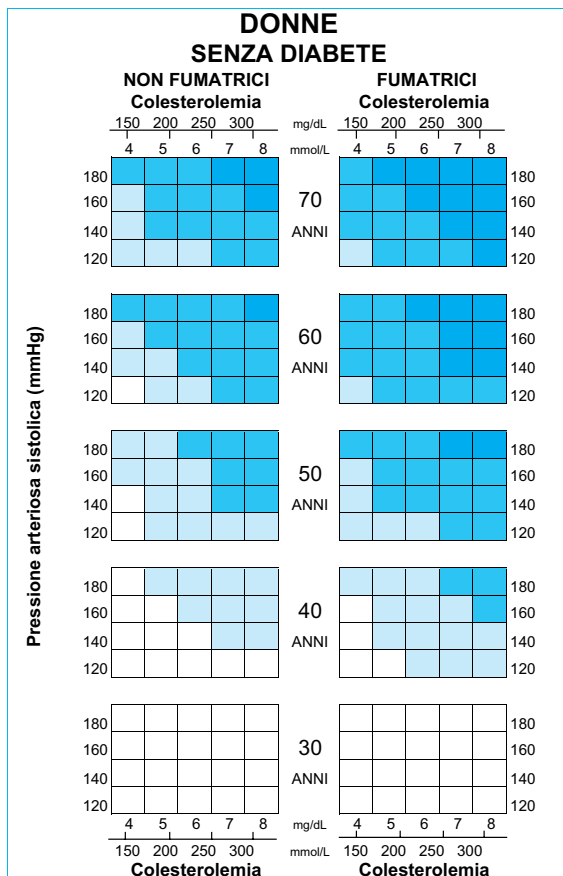 DONNE
SENZA DIABETE
NON FUMATRICI FUMATRICI
Colesterolemia Colesterolemia
150 200 250 300 mg/dL 150 200 250 300
4 5 6 7 8 mmol/L 4 5 6 7 8
180 180
160 70 160
140 ANNI 140
120 120
180 180
160 60 160
140 ANNI 140
120 120
Pressione arteriosa sistolica (mmHg)
180 180
160 50 160
140 ANNI 140
120 120
180 180
160 40 160
140 ANNI 140
120 120
180 180
160 30 160
140 ANNI 140
120 120
4 5 6 7 8 mg/dL 4 5 6 7 8
150 200 250 300 mmol/L 150 200 250 300
Colesterolemia Colesterolemia